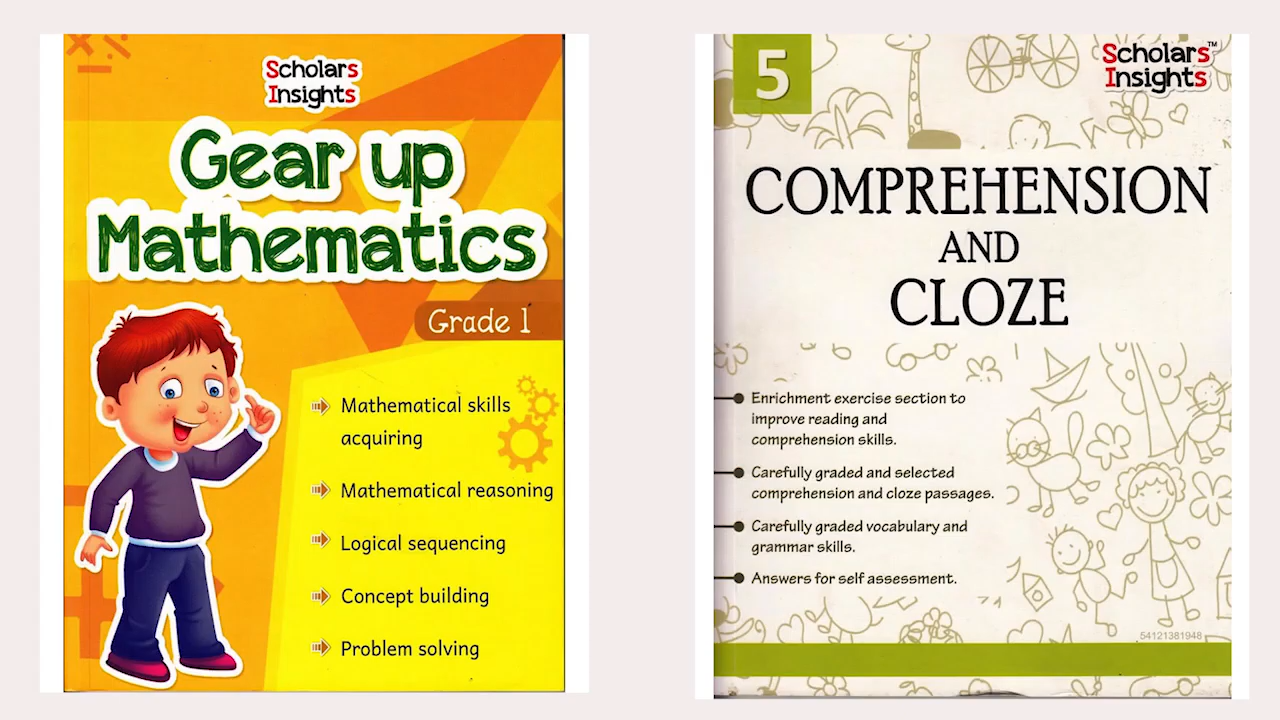 Scholars
Insights
Gear up
Mathematics
Grade 1
Mathematical skills
acquiring
Mathematical reasoning
Logical sequencing
Concept building
Problem solving
5
Scholars™
Insights
COMPREHENSION
AND
CLOZE
Enrichment exercise section to
improve reading and
comprehension skills.
Carefully graded and selected
comprehension and cloze passages.
Carefully graded vocabulary and
grammar skills.
Answers for self assessment.
54121381948